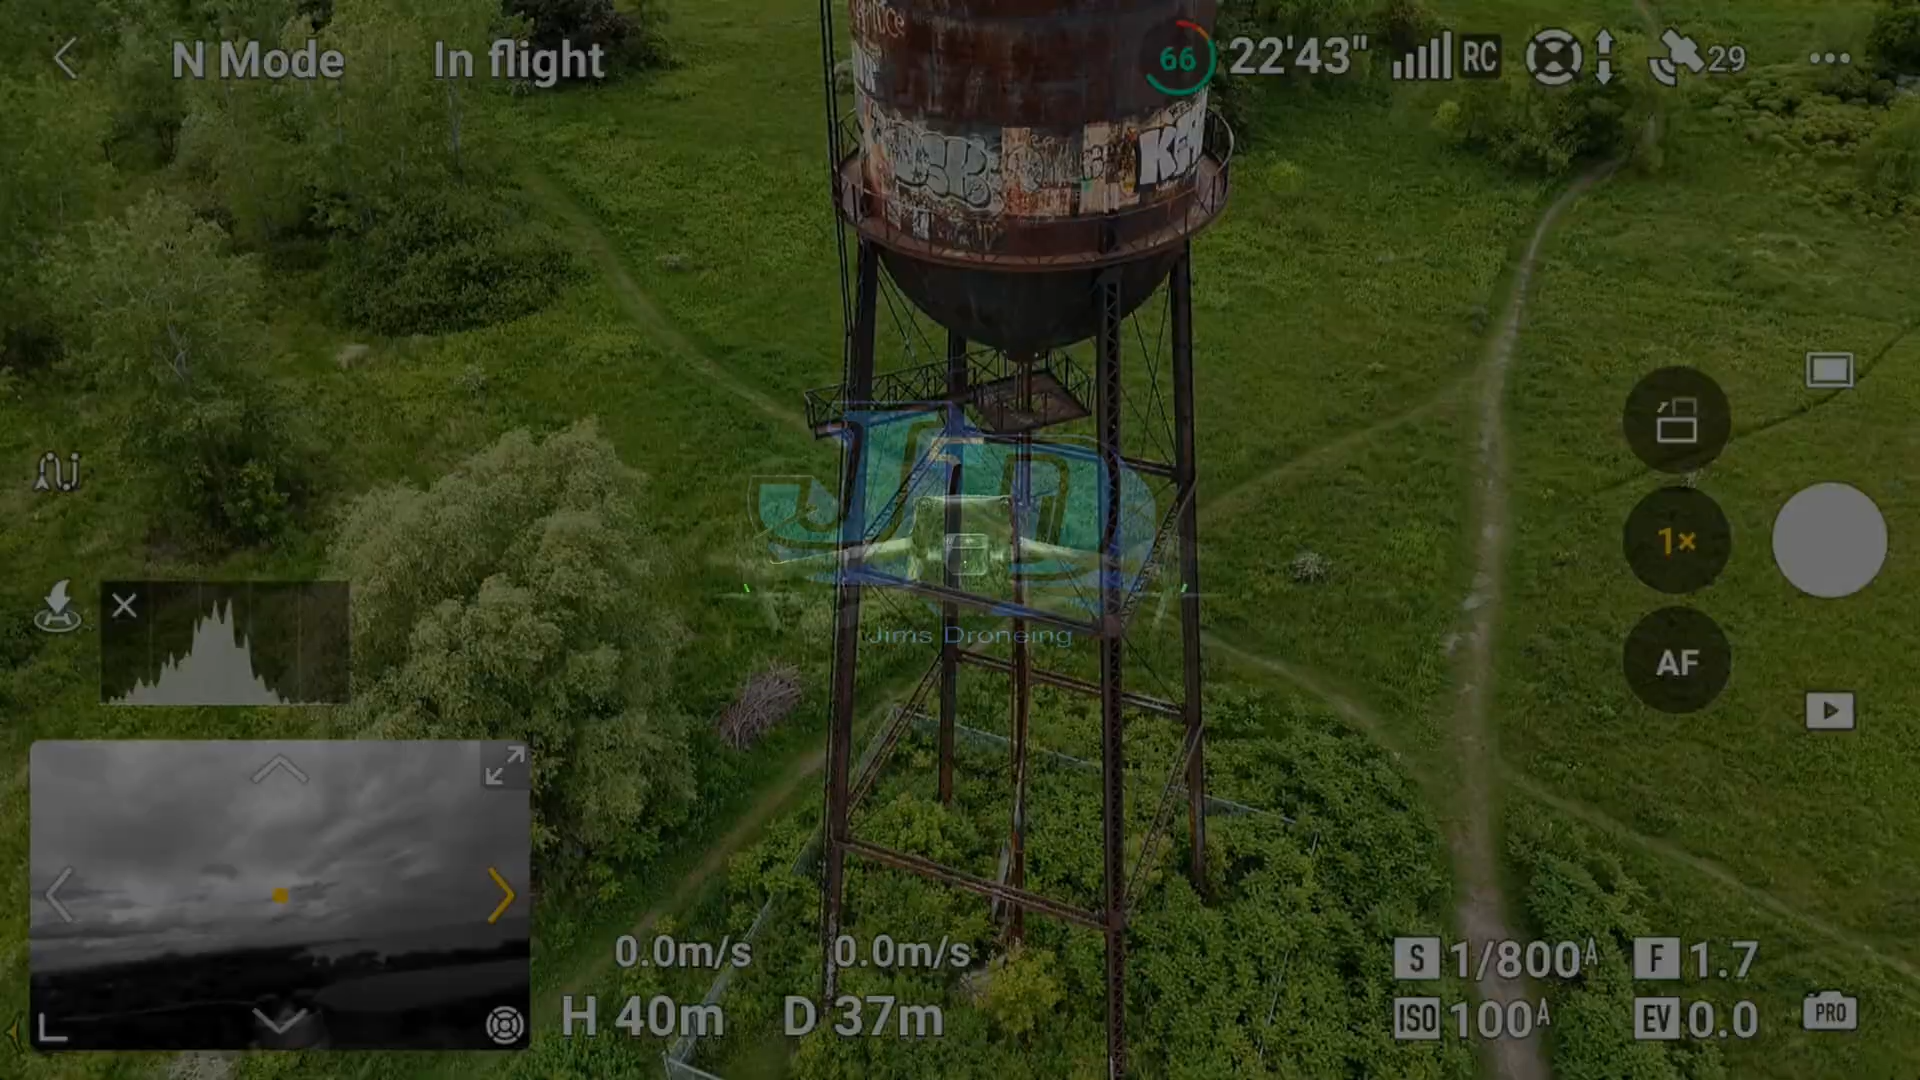 N Mode
In flight
66
22'43"
RC
29
1×
AF
JD
Jims Droneing
0.0m/s
0.0m/s
H 40m
D 37m
S 1/800A
F 1.7
ISO 100A
EV 0.0
PRO